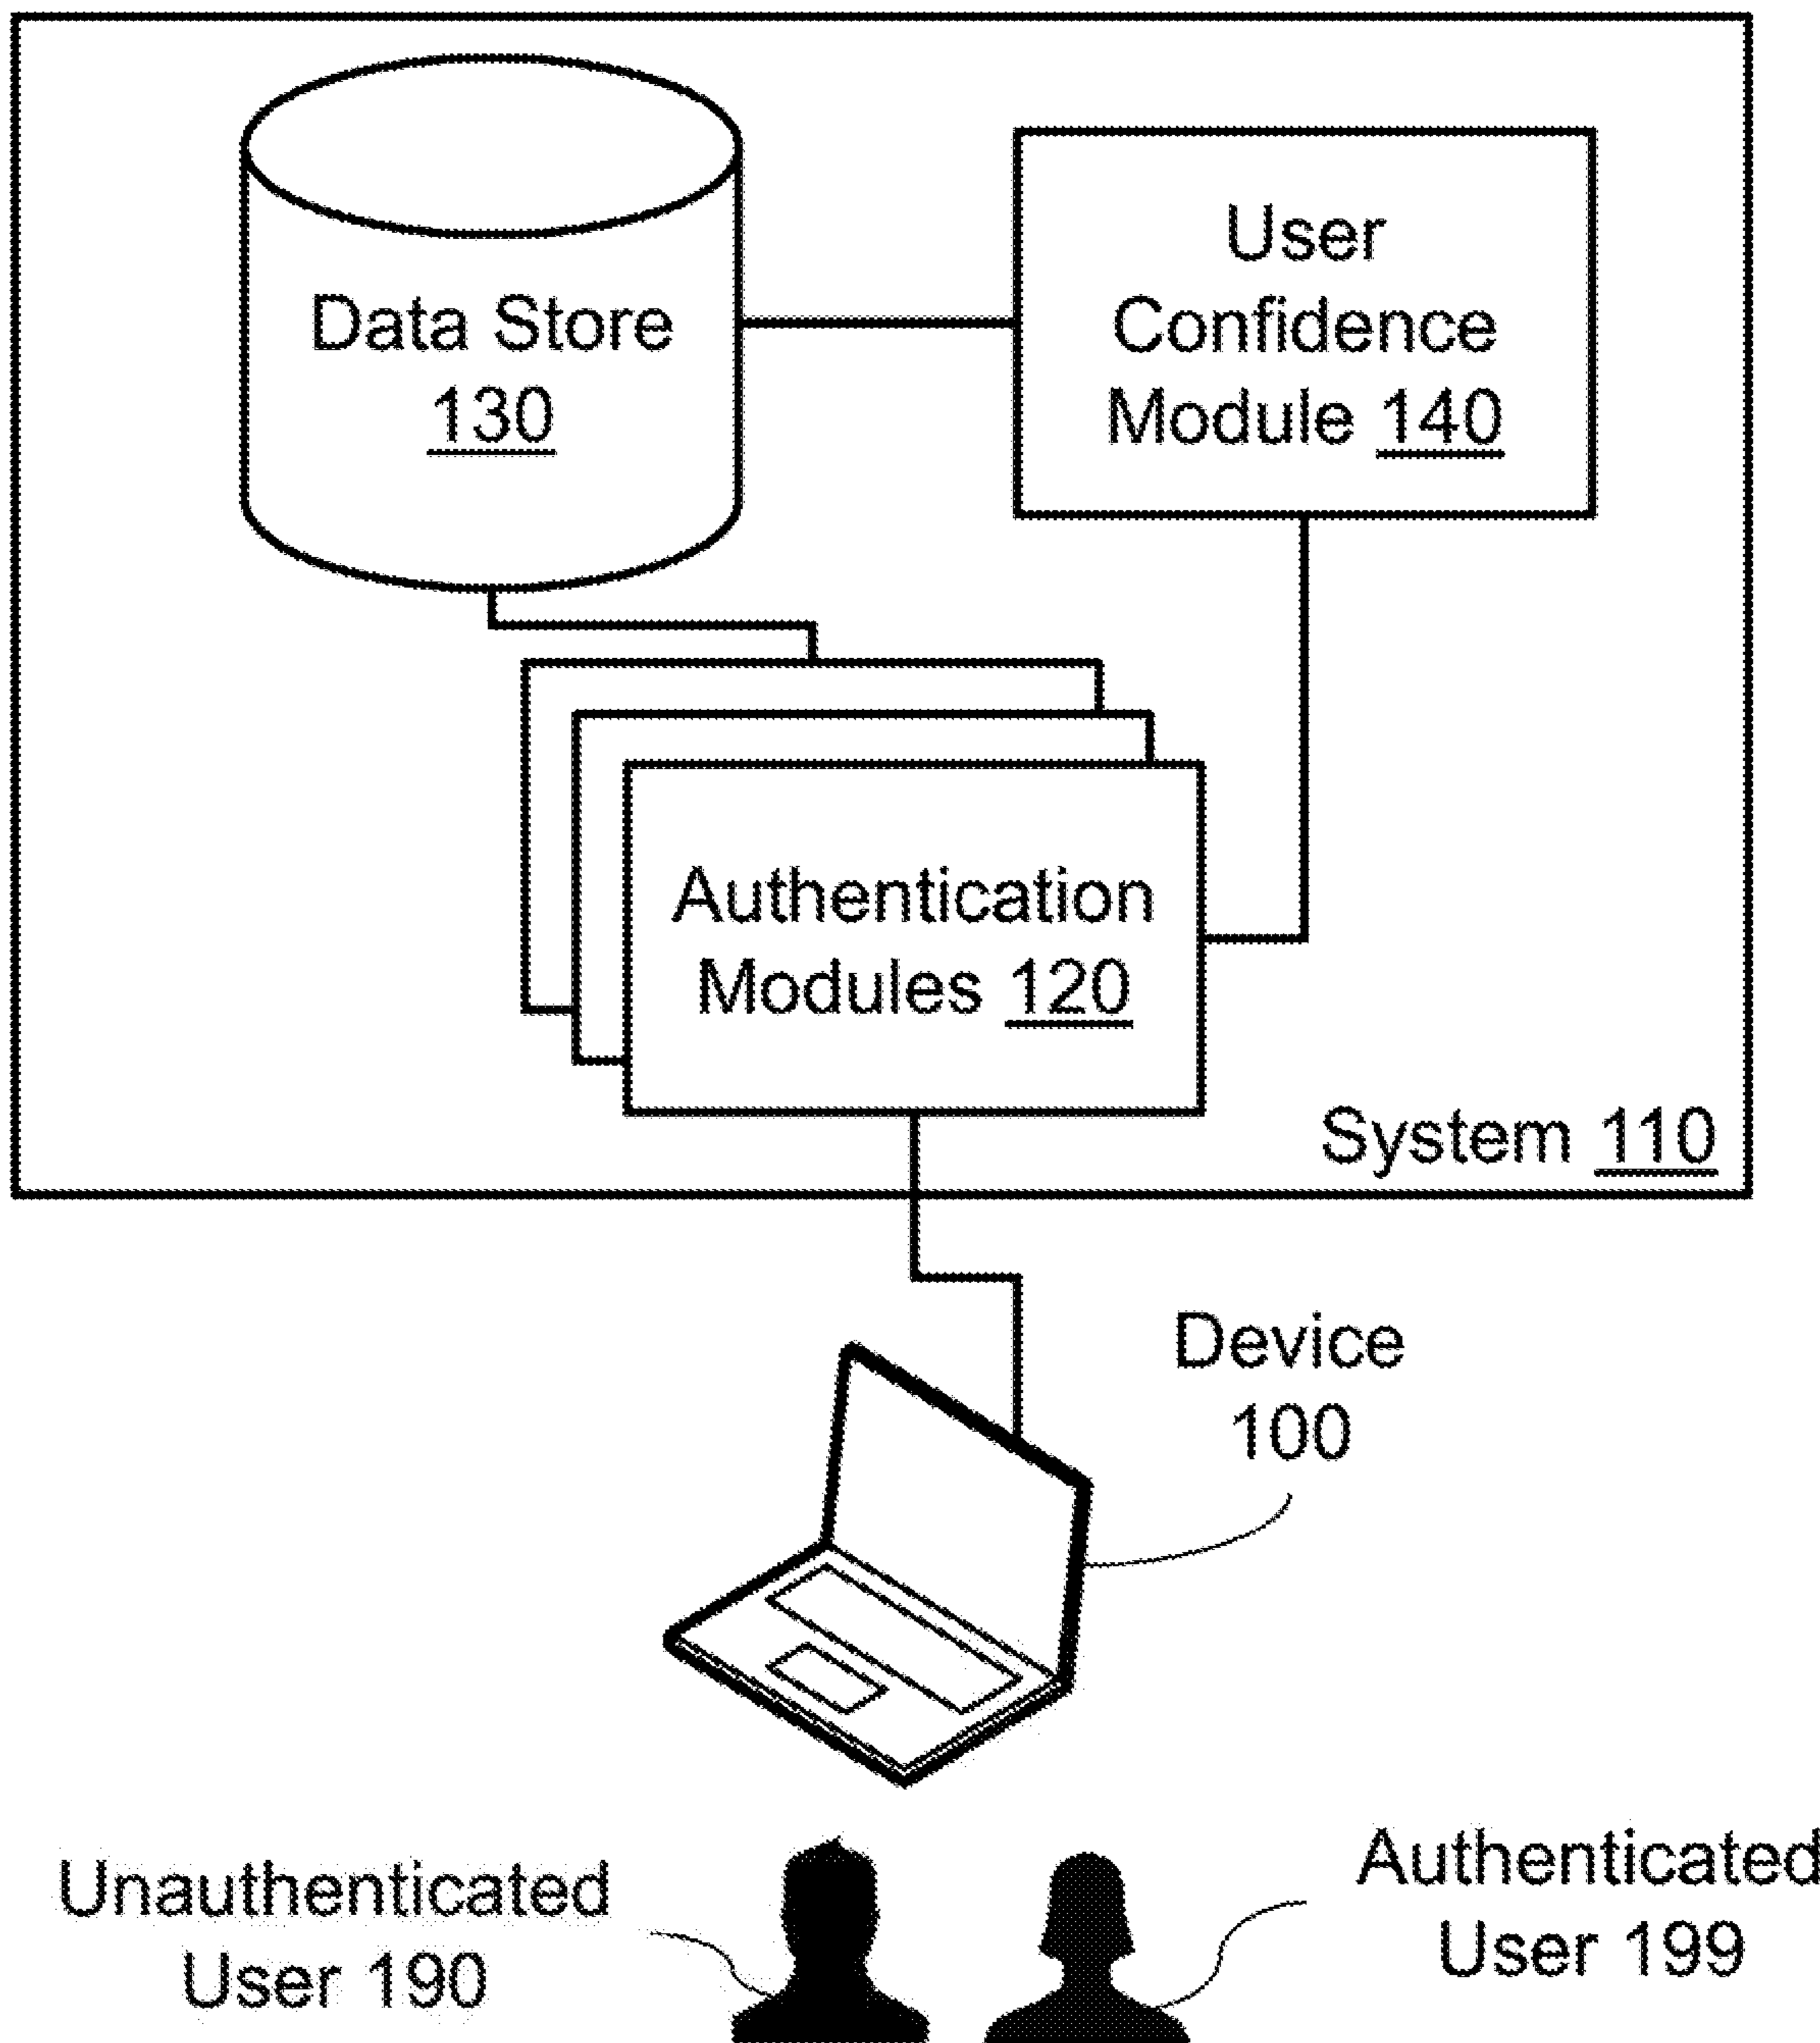 Data Store
130
User
Confidence
Module 140
Authentication
Modules 120
System 110
Device
100
Unauthenticated
User 190
Authenticated
User 199